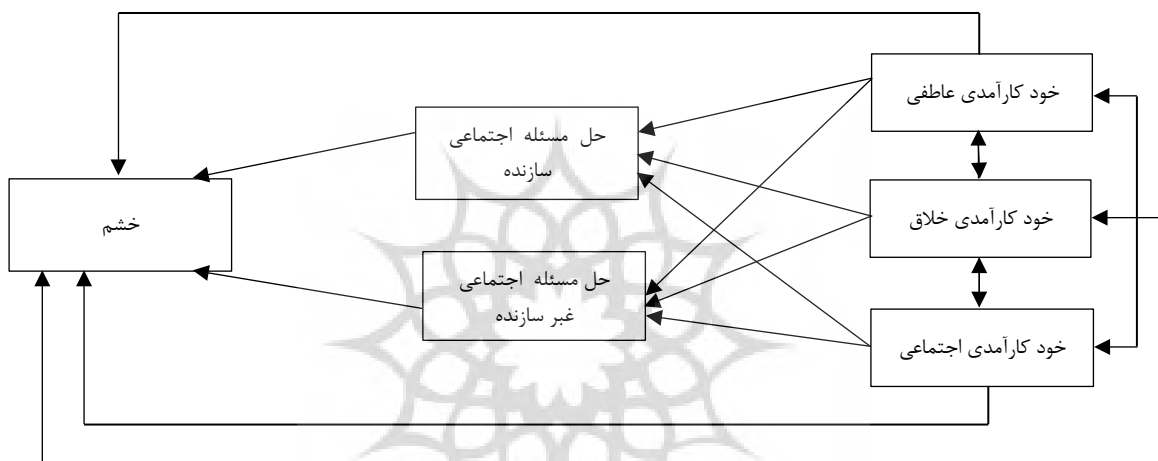 خود کارآمدی عاطفی
حل مسئله اجتماعی
سازنده
خود کارآمدی خلاق
خشم
حل مسئله اجتماعی
غبر سازنده
خود کارآمدی اجتماعی